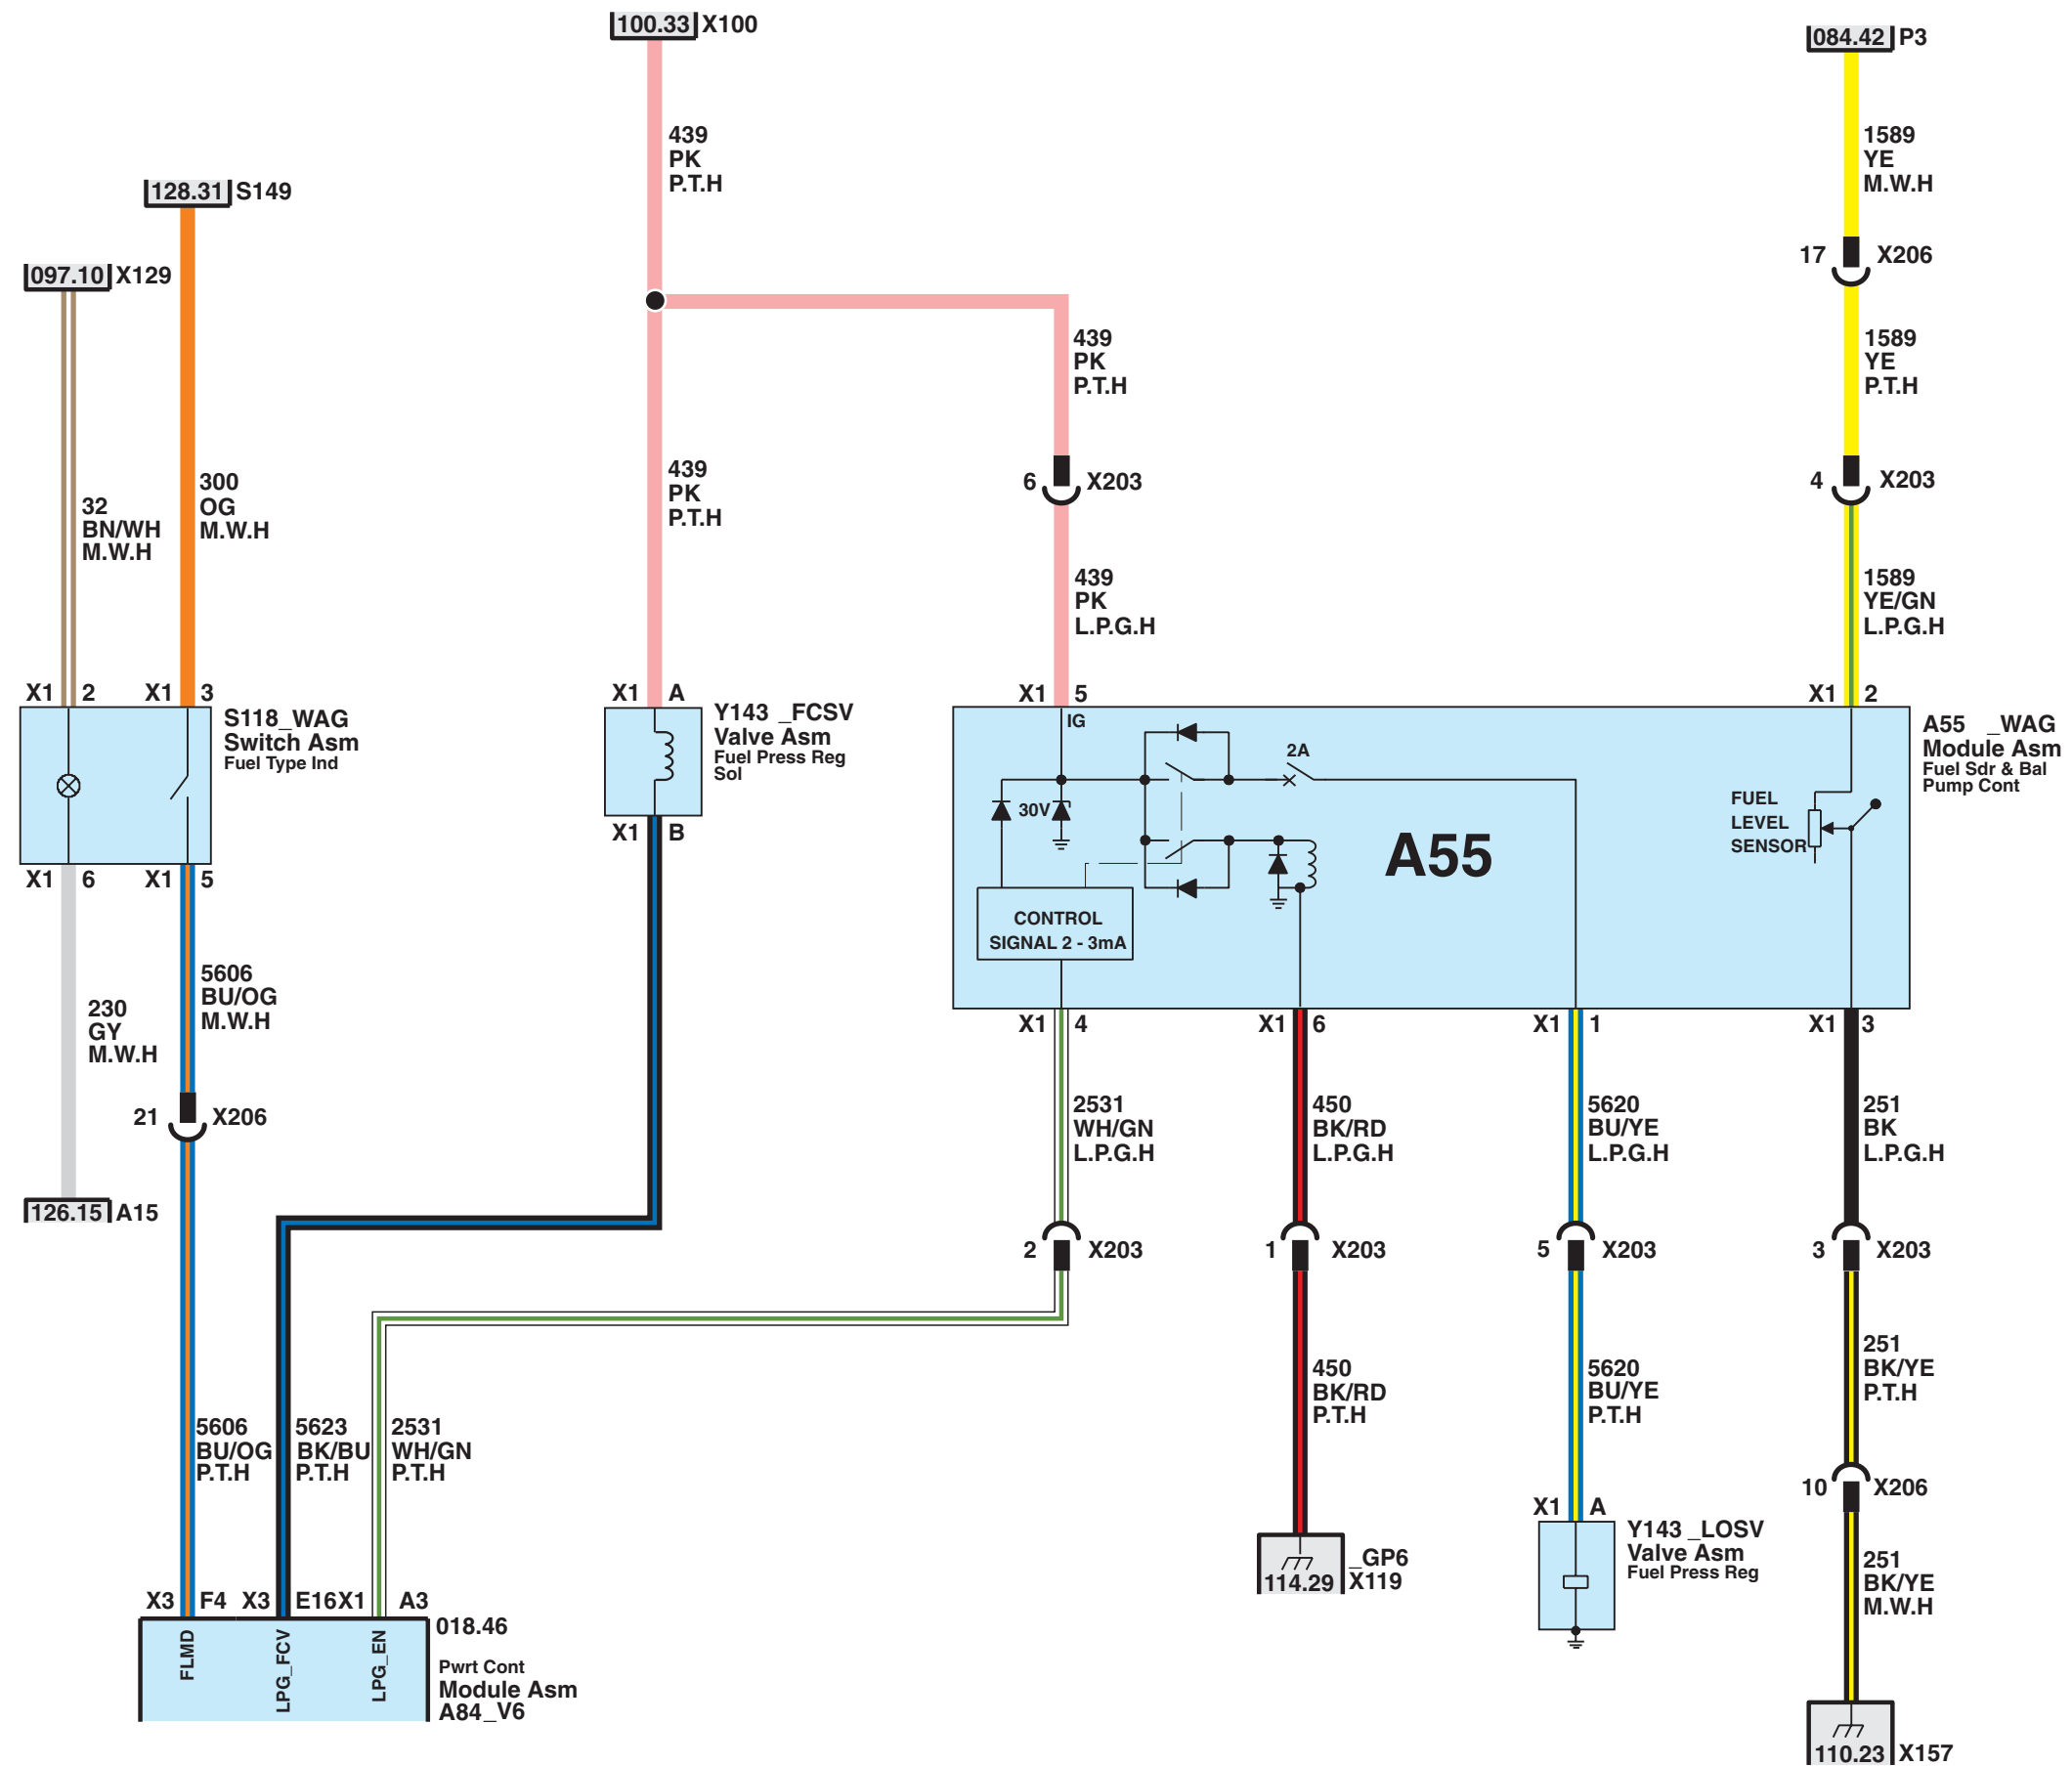 100.33 X100
084.42 P3
439
PK
P.T.H
1589
YE
M.W.H
128.31 S149
17 X206
097.10 X129
439
PK
P.T.H
1589
YE
P.T.H
439
PK
P.T.H
6 X203
4 X203
300
OG
M.W.H
32
BN/WH
M.W.H
439
PK
L.P.G.H
1589
YE/GN
L.P.G.H
X1 2 X1 3
S118_WAG
Switch Asm
Fuel Type Ind
X1 A
Y143 _FCSV
Valve Asm
Fuel Press Reg
Sol
X1 B
X1 5
IG
X1 2
A55 _WAG
Module Asm
Fuel Sdr & Bal
Pump Cont
2A
30V
FUEL
LEVEL
SENSOR
A55
CONTROL
SIGNAL 2 - 3mA
X1 6 X1 5
X1 4 X1 6 X1 1 X1 3
5606
BU/OG
M.W.H
230
GY
M.W.H
21 X206
126.15 A15
2531
WH/GN
L.P.G.H
450
BK/RD
L.P.G.H
5620
BU/YE
L.P.G.H
251
BK
L.P.G.H
2 X203 1 X203 5 X203 3 X203
450
BK/RD
P.T.H
5620
BU/YE
P.T.H
251
BK/YE
P.T.H
5606
BU/OG
P.T.H
5623
BK/BU
P.T.H
2531
WH/GN
P.T.H
10 X206
X1 A
Y143 _LOSV
Valve Asm
Fuel Press Reg
251
BK/YE
M.W.H
_GP6
114.29 X119
X3 F4 X3 E16 X1 A3
018.46
FLMD
LPG_FCV
LPG_EN
Pwrt Cont
Module Asm
A84_V6
110.23 X157